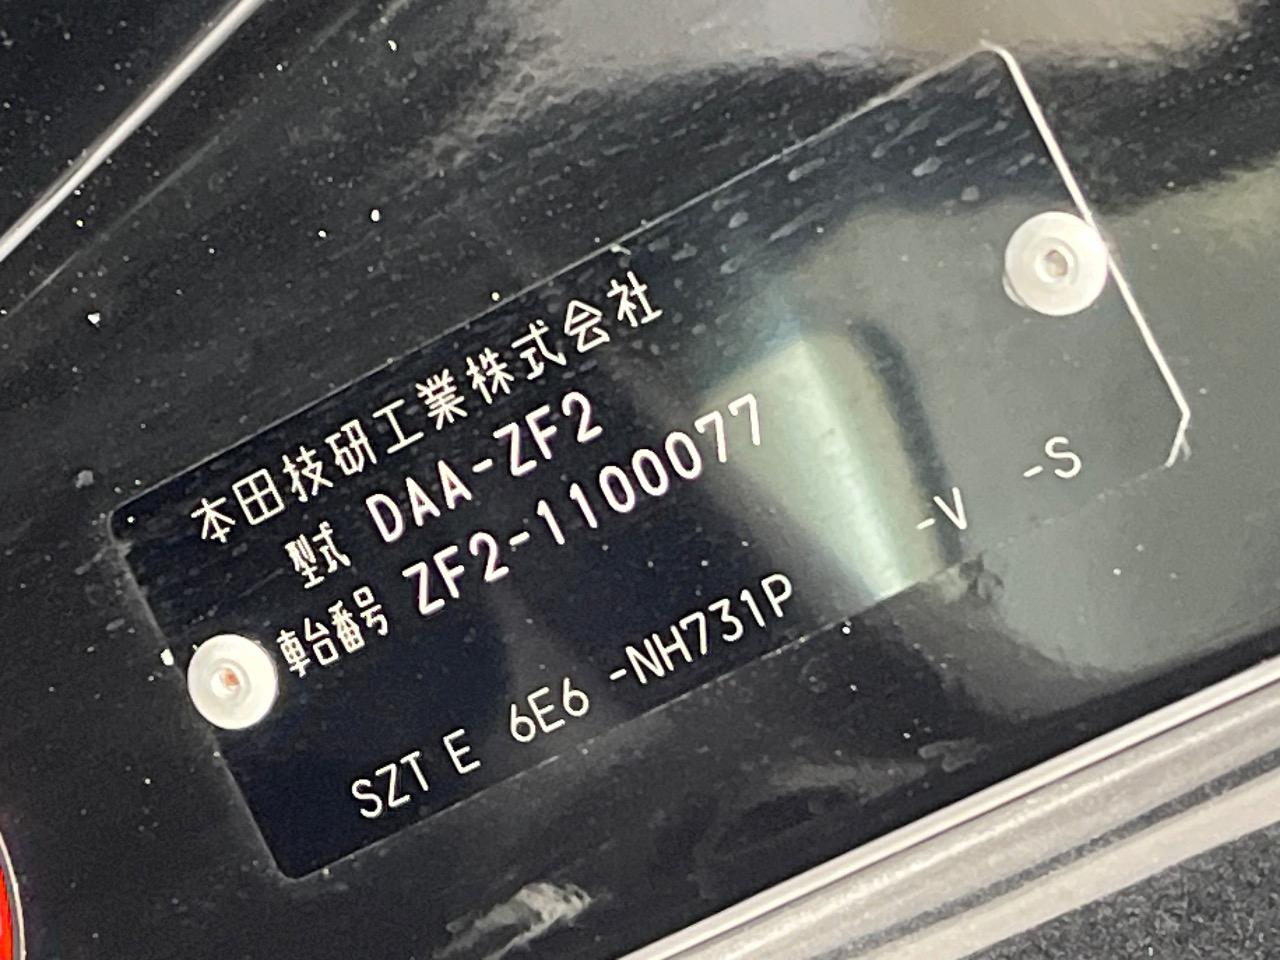 本田技研工業株式会社
型式 DAA-ZF2
車台番号 ZF2-1100077
SZT E 6E6 -NH731P -V -S